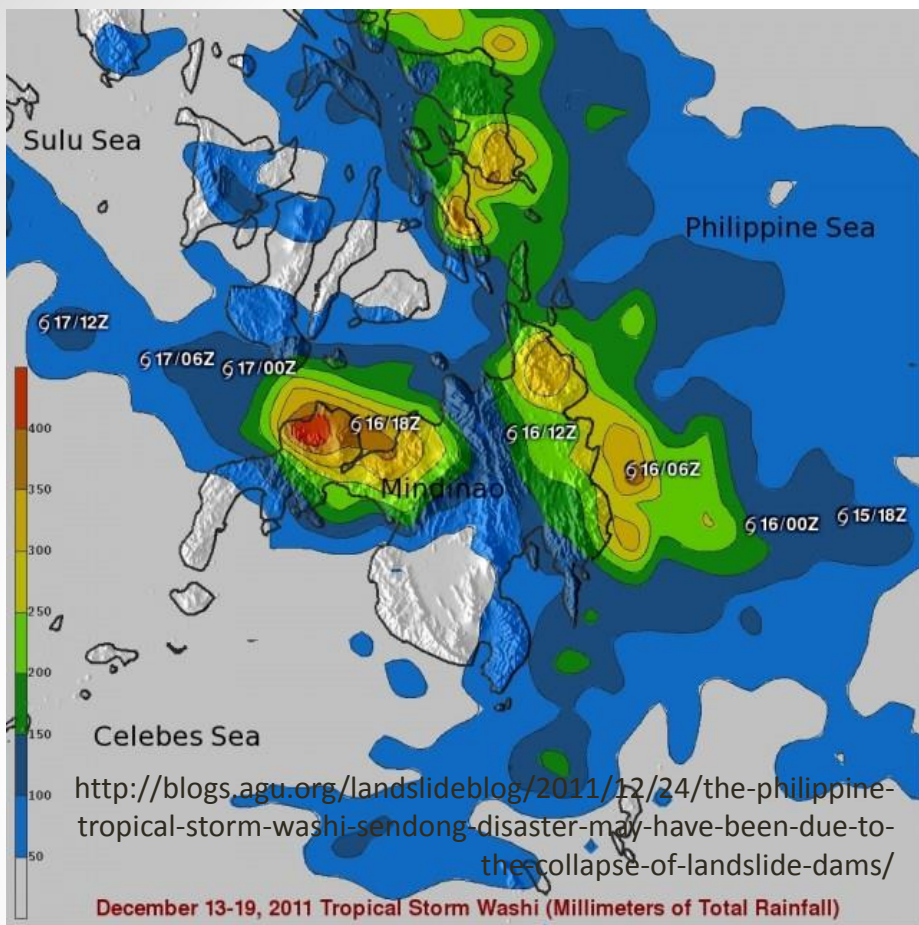 Sulu Sea
Philippine Sea
17/12Z
17/06Z
17/00Z
16/18Z
16/12Z
16/06Z
16/00Z
15/18Z
Mindinao
400
350
300
250
200
150
100
50
Celebes Sea
http://blogs.agu.org/landslideblog/2011/12/24/the-philippine-
tropical-storm-washi-sendong-disaster-may-have-been-due-to-
the-collapse-of-landslide-dams/
December 13-19, 2011 Tropical Storm Washi (Millimeters of Total Rainfall)